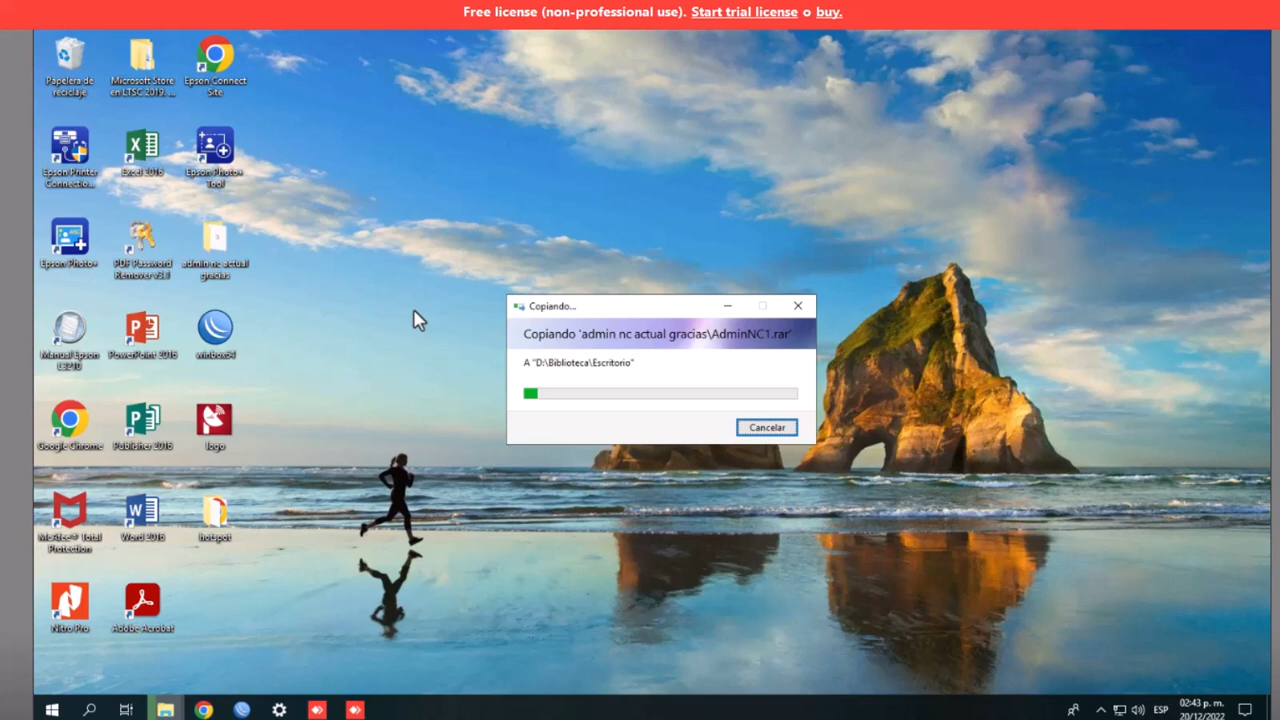 Free license (non-professional use). Start trial license o buy.
Papelera de
reciclaje
Microsoft Store
en LTSC 2019. ...
Epson Connect
Site
Epson Printer
Connectio...
Excel 2016
Epson Photo+
Tool
Epson Photo+
PDF Password
Remover v3.1
admin nc actual
gracias
Manual Epson
L3210
PowerPoint 2016
winbox64
Google Chrome
Publisher 2016
logo
McAfee® Total
Protection
Word 2016
hotspot
Nitro Pro
Adobe Acrobat
Copiando...
Copiando 'admin nc actual gracias\AdminNC1.rar'
A "D:\Biblioteca\Escritorio"
Cancelar
ESP
02:43 p. m.
20/12/2022